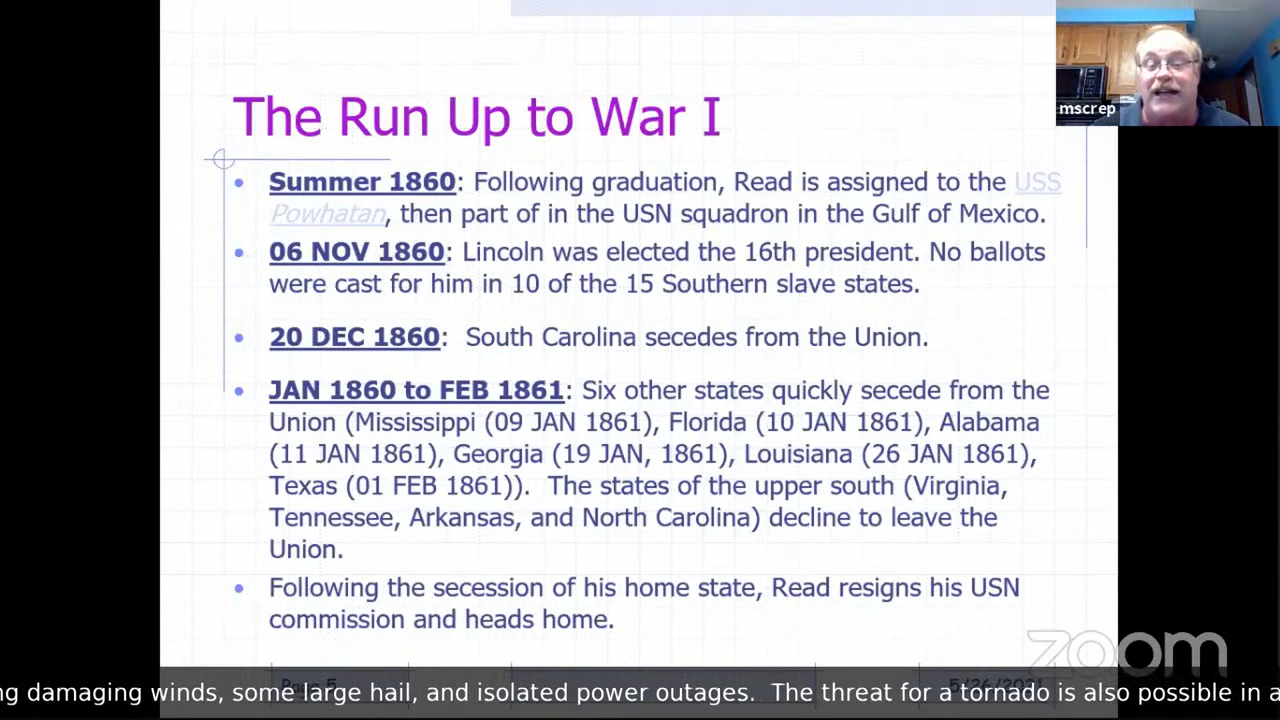 The Run Up to War I
mscrep
• Summer 1860: Following graduation, Read is assigned to the USS
Powhatan, then part of in the USN squadron in the Gulf of Mexico.
• 06 NOV 1860: Lincoln was elected the 16th president. No ballots
were cast for him in 10 of the 15 Southern slave states.
• 20 DEC 1860:  South Carolina secedes from the Union.
• JAN 1860 to FEB 1861: Six other states quickly secede from the
Union (Mississippi (09 JAN 1861), Florida (10 JAN 1861), Alabama
(11 JAN 1861), Georgia (19 JAN, 1861), Louisiana (26 JAN 1861),
Texas (01 FEB 1861)).  The states of the upper south (Virginia,
Tennessee, Arkansas, and North Carolina) decline to leave the
Union.
• Following the secession of his home state, Read resigns his USN
commission and heads home.
zoom
Page 5
ng damaging winds, some large hail, and isolated power outages.  The threat for a tornado is also possible in a